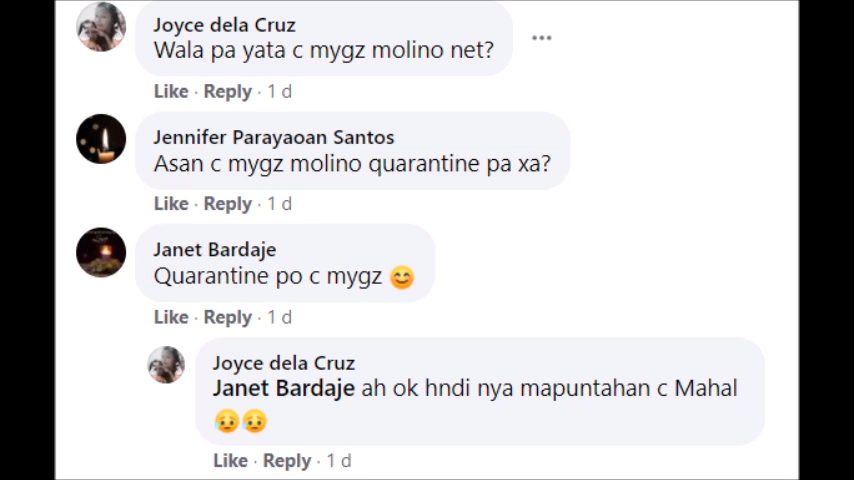 Joyce dela Cruz
Wala pa yata c mygz molino net?
Like · Reply · 1 d
Jennifer Parayaoan Santos
Asan c mygz molino quarantine pa xa?
Like · Reply · 1 d
Janet Bardaje
Quarantine po c mygz 😊
Like · Reply · 1 d
Joyce dela Cruz
Janet Bardaje ah ok hndi nya mapuntahan c Mahal
😥😥
Like · Reply · 1 d